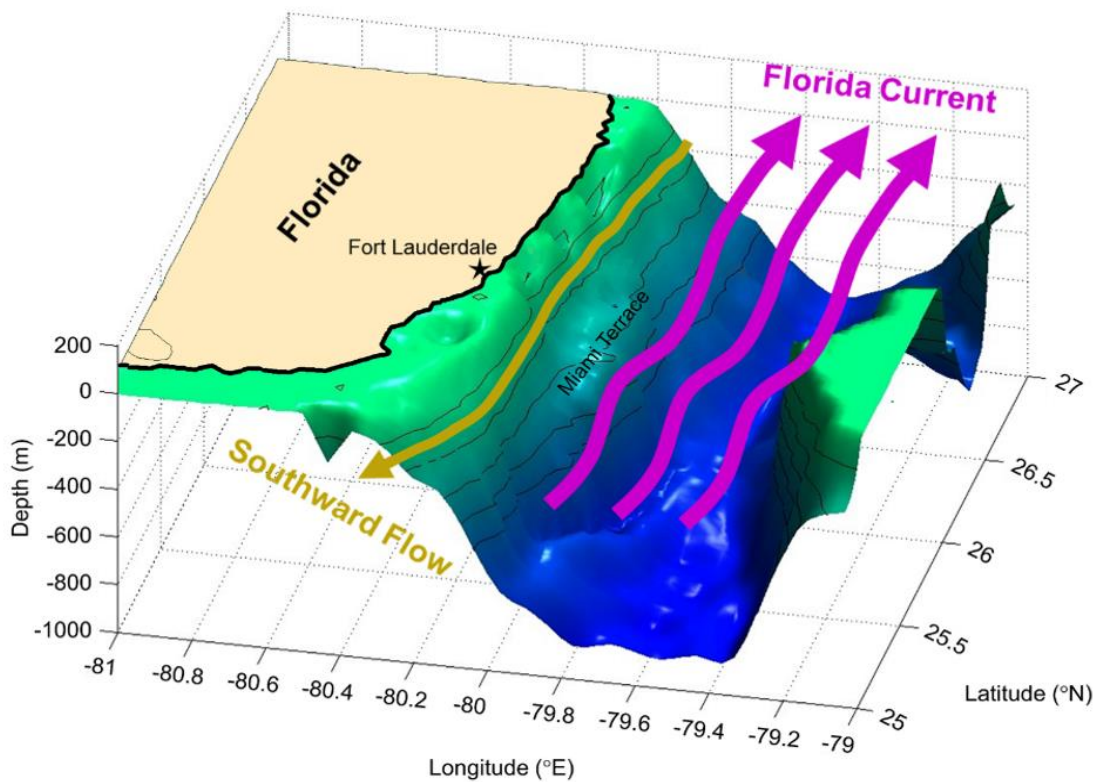 Florida Current
Florida
Fort Lauderdale
Miami Terrace
Southward Flow
200
0
-200
-400
-600
-800
-1000
Depth (m)
-81
-80.8
-80.6
-80.4
-80.2
-80
-79.8
-79.6
-79.4
-79.2
-79
Longitude (°E)
27
26.5
26
25.5
25
Latitude (°N)